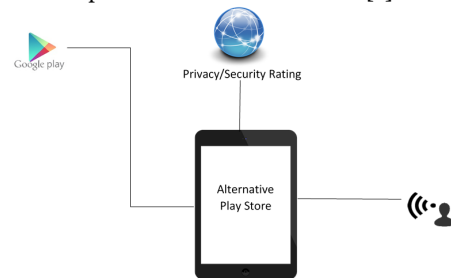 [ ]
Google play
Privacy/Security Rating
Alternative
Play Store